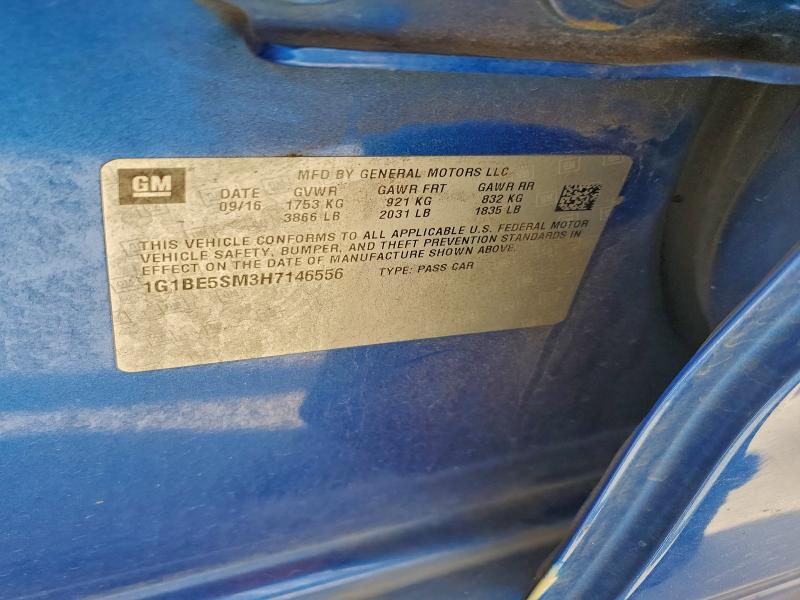 GM
MFD BY GENERAL MOTORS LLC
DATE GVWR GAWR FRT GAWR RR
09/16 1753 KG 921 KG 832 KG
3866 LB 2031 LB 1835 LB
THIS VEHICLE CONFORMS TO ALL APPLICABLE U.S. FEDERAL MOTOR
VEHICLE SAFETY, BUMPER, AND THEFT PREVENTION STANDARDS IN
EFFECT ON THE DATE OF MANUFACTURE SHOWN ABOVE.
1G1BE5SM3H7146556 TYPE: PASS CAR